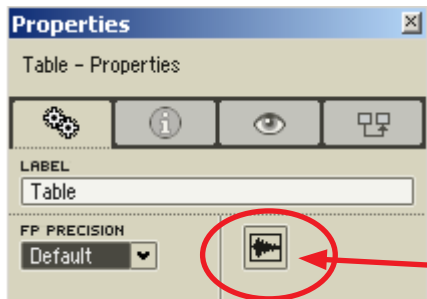 Properties
Table - Properties
LABEL
Table
FP PRECISION
Default